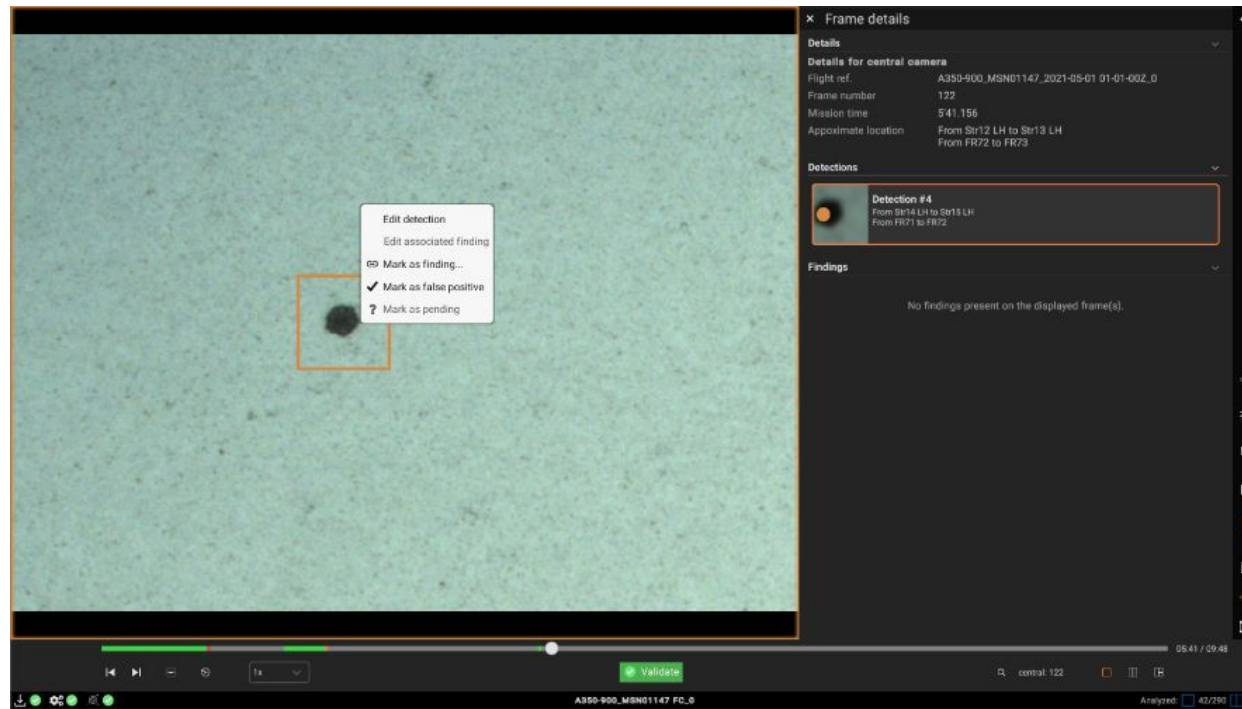 × Frame details
Details
Details for central camera
Flight ref. A350-900_MSN01147_2021-05-01 01-01-00Z_0
Frame number 122
Mission time 5'41.156
Appoximate location From Str12 LH to Str13 LH
From FR72 to FR73
Detections
Detection #4
From Str14 LH to Str15 LH
From FR71 to FR72
Findings
No findings present on the displayed frame(s).
Edit detection
Edit associated finding
Mark as finding...
Mark as false positive
? Mark as pending
05:41 / 09:48
1x
Validate
central: 122
A350-900_MSN01147 FC_0
Analyzed: 42/290